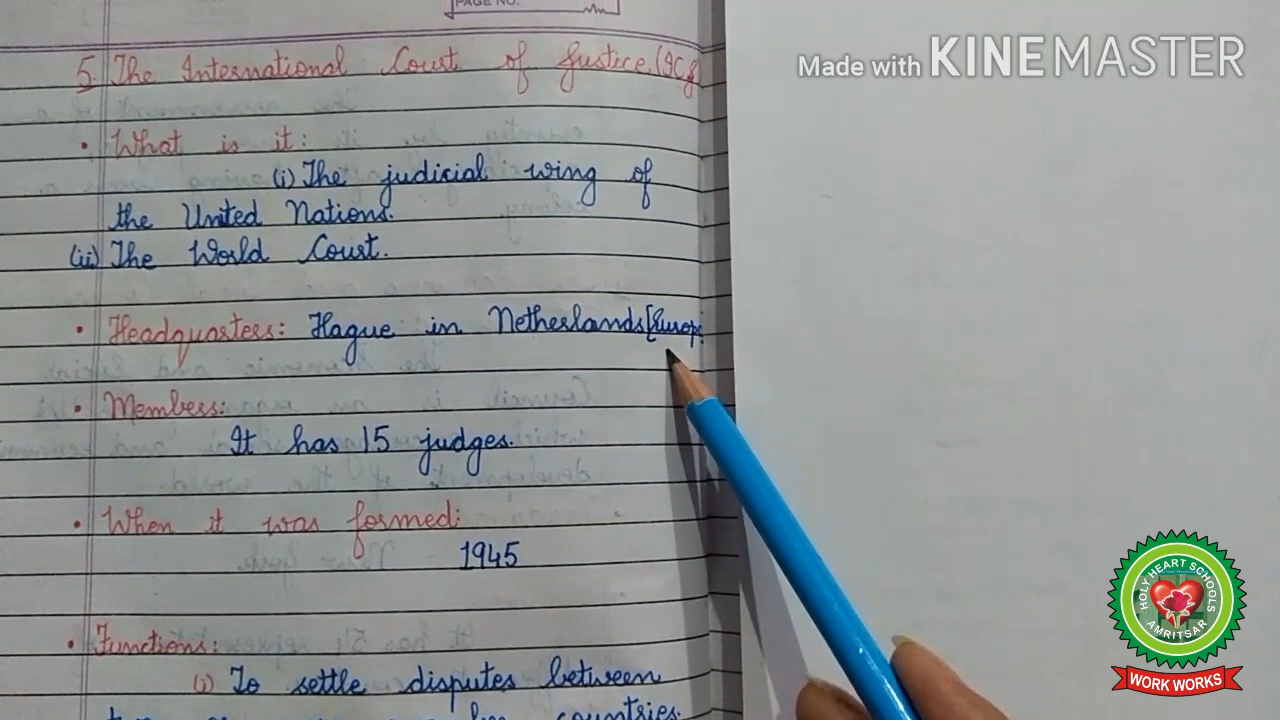 PAGE NO.
Made with KINEMASTER
5. The International Court of Justice.(ICJ)
• What is it:
(i) The judicial wing of
the United Nations.
(ii) The World Court.
• Headquarters: Hague in Netherlands[Europe
• Members:
It has 15 judges.
• When it was formed:
1945
• Functions:
(i) To settle disputes between
countries.
HOLY HEART SCHOOLS
AMRITSAR
WORK WORKS